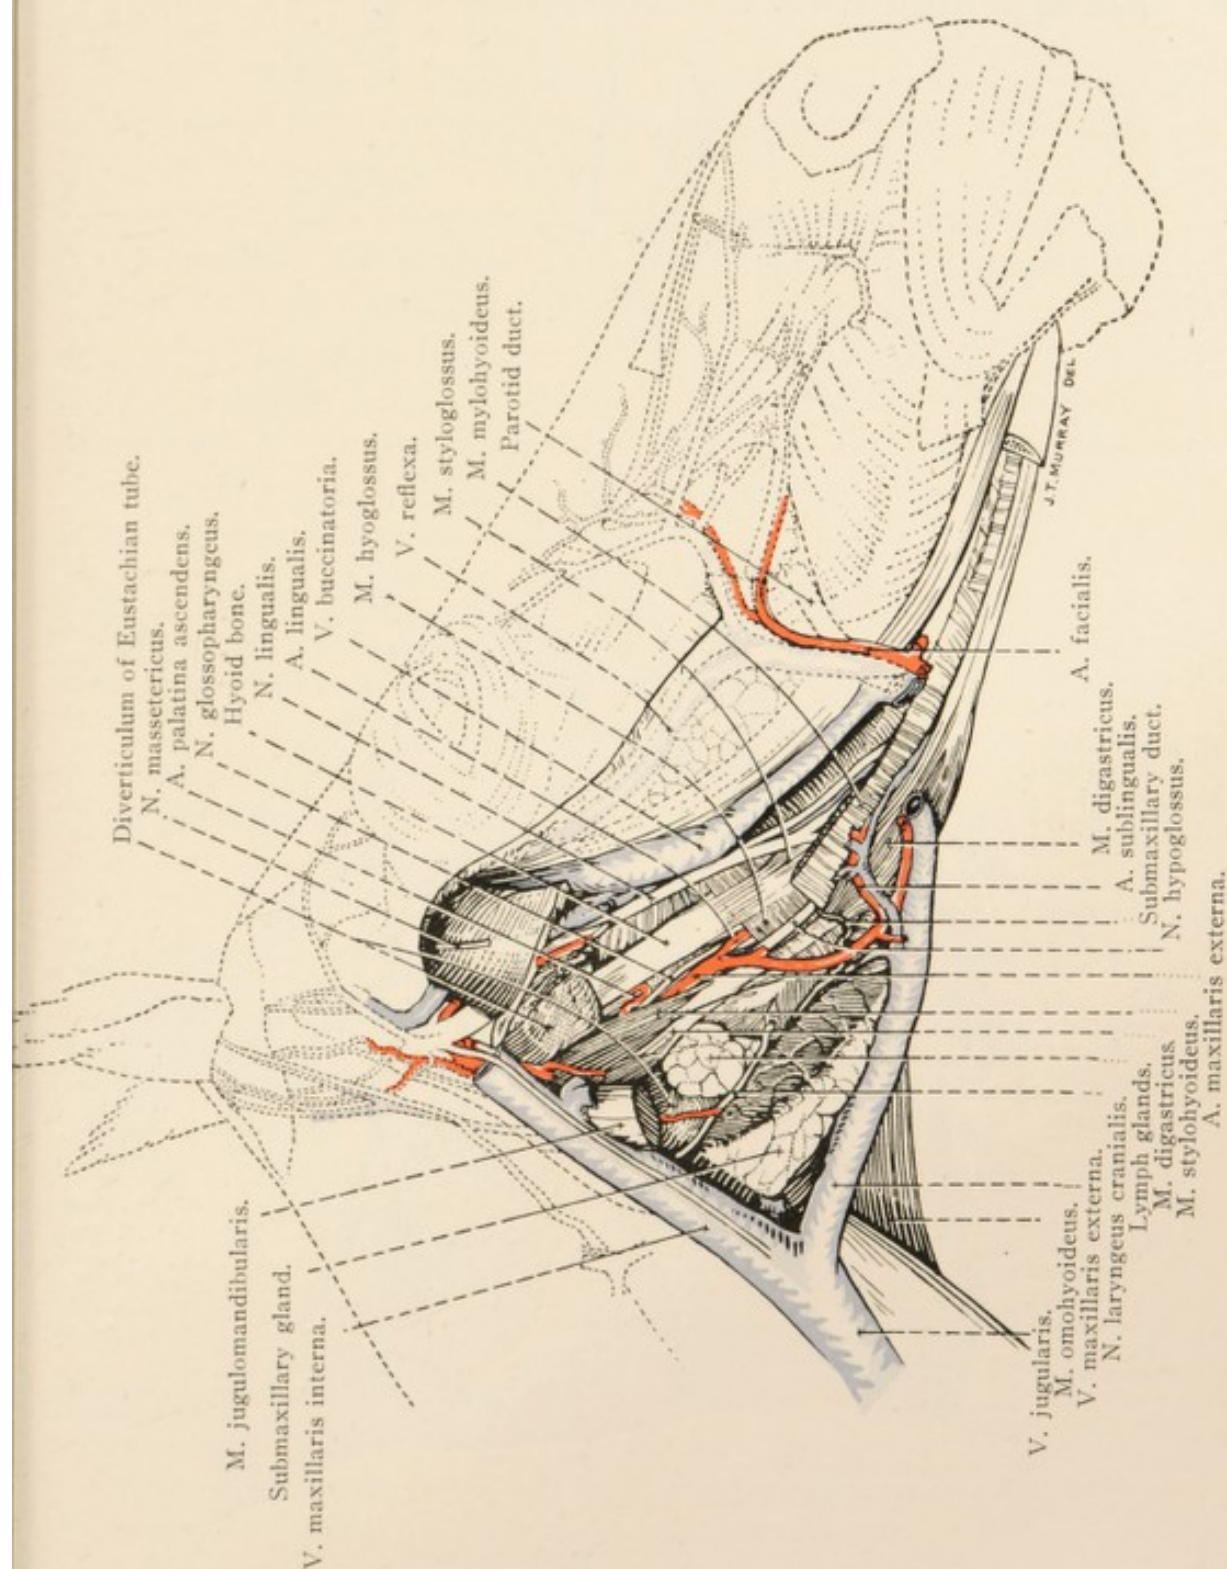 Diverticulum of Eustachian tube.
N. massetericus.
A. palatina ascendens.
N. glossopharyngeus.
Hyoid bone.
N. lingualis.
A. lingualis.
V. buccinatoria.
M. hyoglossus.
V. reflexa.
M. styloglossus.
M. mylohyoideus.
Parotid duct.
J.T. MURRAY DEL
M. jugulomandibularis.
Submaxillary gland.
V. maxillaris interna.
V. jugularis.
M. omohyoideus.
V. maxillaris externa.
N. laryngeus cranialis.
Lymph glands.
M. digastricus
M. stylohyoideus.
A. maxillaris externa.
N. hypoglossus.
Submaxillary duct.
A. sublingualis.
M. digastricus.
A. facialis.